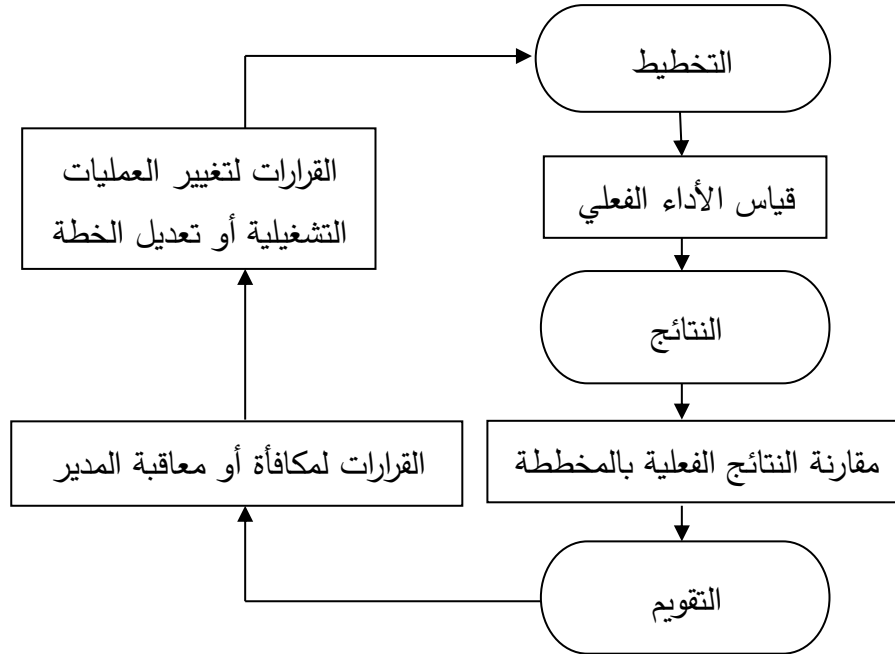 التخطيط
قياس الأداء الفعلي
النتائج
مقارنة النتائج الفعلية بالمخططة
التقويم
القرارات لمكافأة أو معاقبة المدير
القرارات لتغيير العمليات
التشغيلية أو تعديل الخطة